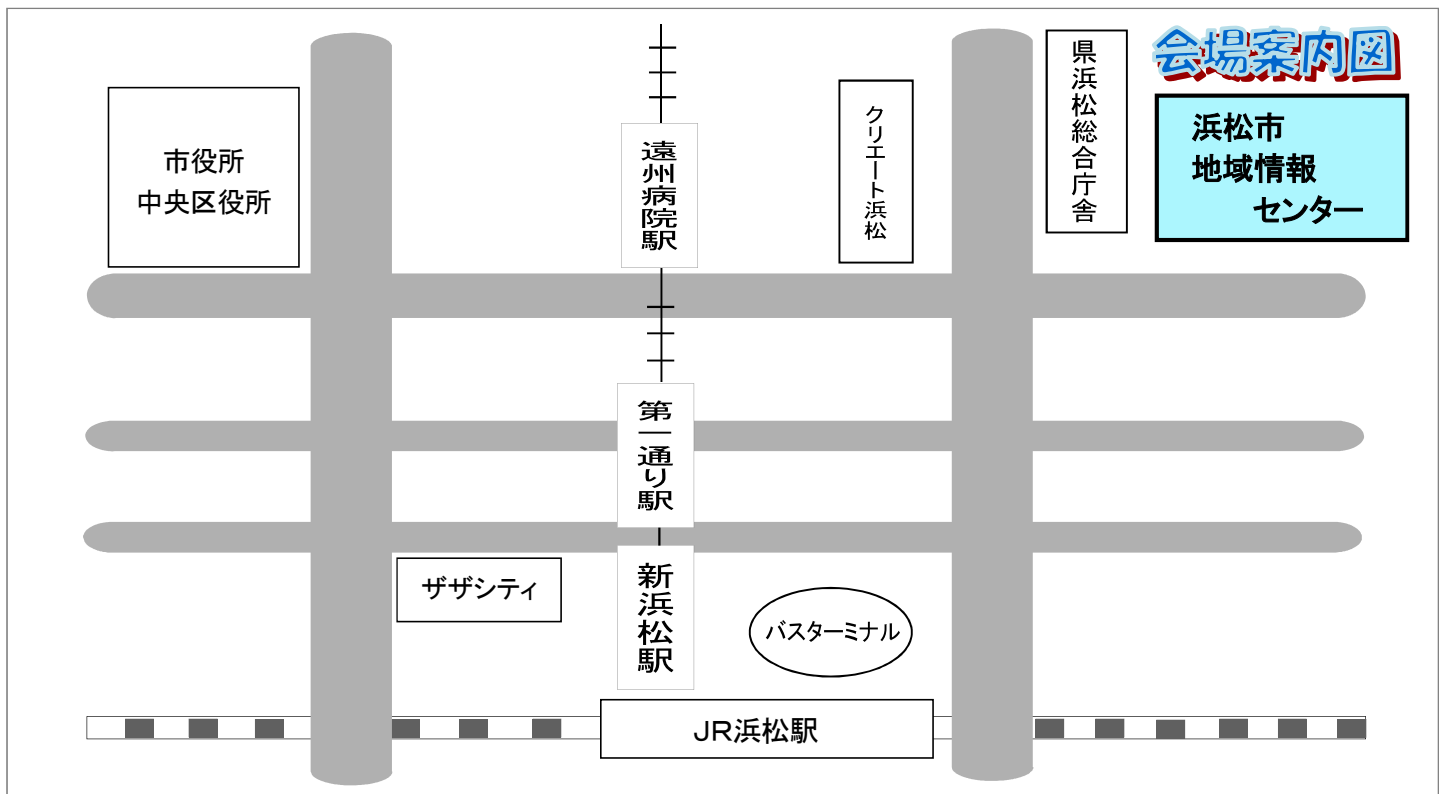 会場案内図
浜松市
地域情報
センター
県浜松総合庁舎
クリエート浜松
遠州病院駅
市役所
中央区役所
第一通り駅
新浜松駅
ザザシティ
バスターミナル
JR浜松駅